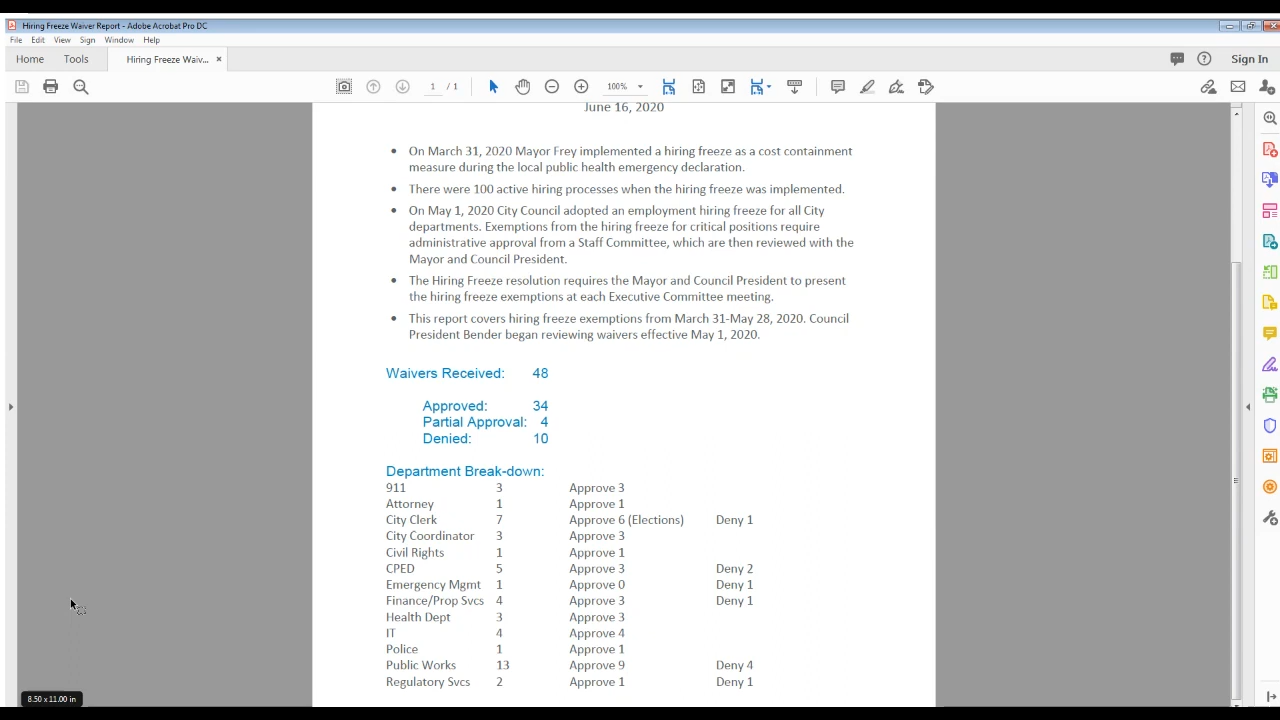 Hiring Freeze Waiver Report - Adobe Acrobat Pro DC
File Edit View Sign Window Help
Home Tools Hiring Freeze Waiv... × Sign In
1 / 1 100%
June 16, 2020
• On March 31, 2020 Mayor Frey implemented a hiring freeze as a cost containment
measure during the local public health emergency declaration.
• There were 100 active hiring processes when the hiring freeze was implemented.
• On May 1, 2020 City Council adopted an employment hiring freeze for all City
departments. Exemptions from the hiring freeze for critical positions require
administrative approval from a Staff Committee, which are then reviewed with the
Mayor and Council President.
• The Hiring Freeze resolution requires the Mayor and Council President to present
the hiring freeze exemptions at each Executive Committee meeting.
• This report covers hiring freeze exemptions from March 31-May 28, 2020. Council
President Bender began reviewing waivers effective May 1, 2020.
Waivers Received: 48
Approved: 34
Partial Approval: 4
Denied: 10
Department Break-down:
911 3 Approve 3
Attorney 1 Approve 1
City Clerk 7 Approve 6 (Elections) Deny 1
City Coordinator 3 Approve 3
Civil Rights 1 Approve 1
CPED 5 Approve 3 Deny 2
Emergency Mgmt 1 Approve 0 Deny 1
Finance/Prop Svcs 4 Approve 3 Deny 1
Health Dept 3 Approve 3
IT 4 Approve 4
Police 1 Approve 1
Public Works 13 Approve 9 Deny 4
Regulatory Svcs 2 Approve 1 Deny 1
8.50 x 11.00 in